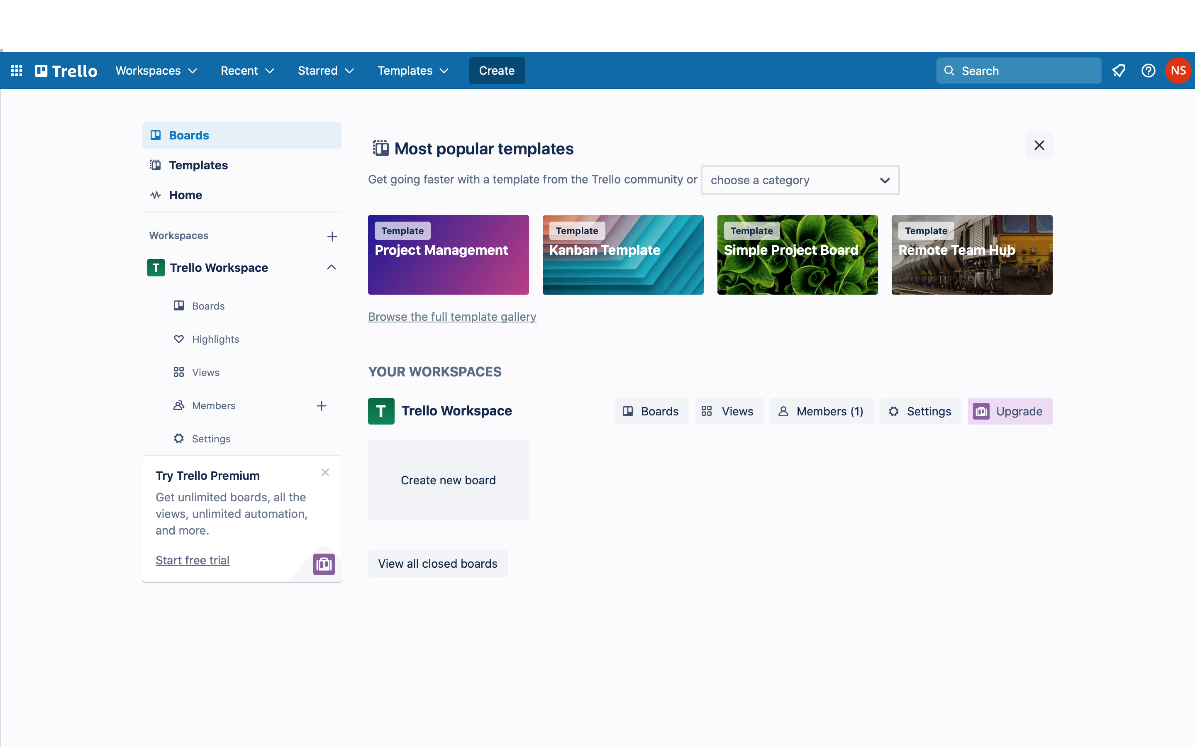 Trello Workspaces Recent Starred Templates Create Search NS
Boards
Templates
Home
Workspaces
T Trello Workspace
Boards
Highlights
Views
Members
Settings
Try Trello Premium
Get unlimited boards, all the
views, unlimited automation,
and more.
Start free trial
Most popular templates
Get going faster with a template from the Trello community or choose a category
Template
Project Management
Template
Kanban Template
Template
Simple Project Board
Template
Remote Team Hub
Browse the full template gallery
YOUR WORKSPACES
T Trello Workspace Boards Views Members (1) Settings Upgrade
Create new board
View all closed boards